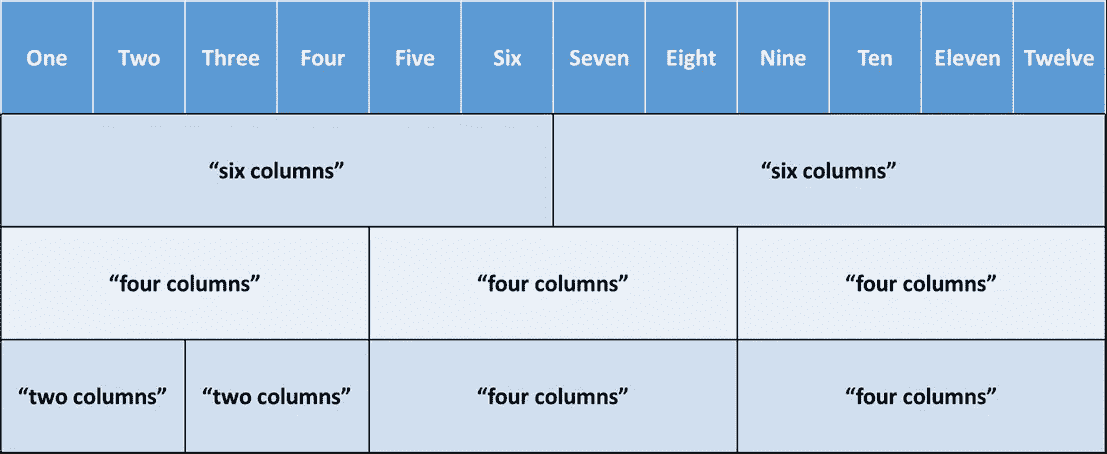 One Two Three Four Five Six Seven Eight Nine Ten Eleven Twelve
“six columns” “six columns”
“four columns” “four columns” “four columns”
“two columns” “two columns” “four columns” “four columns”